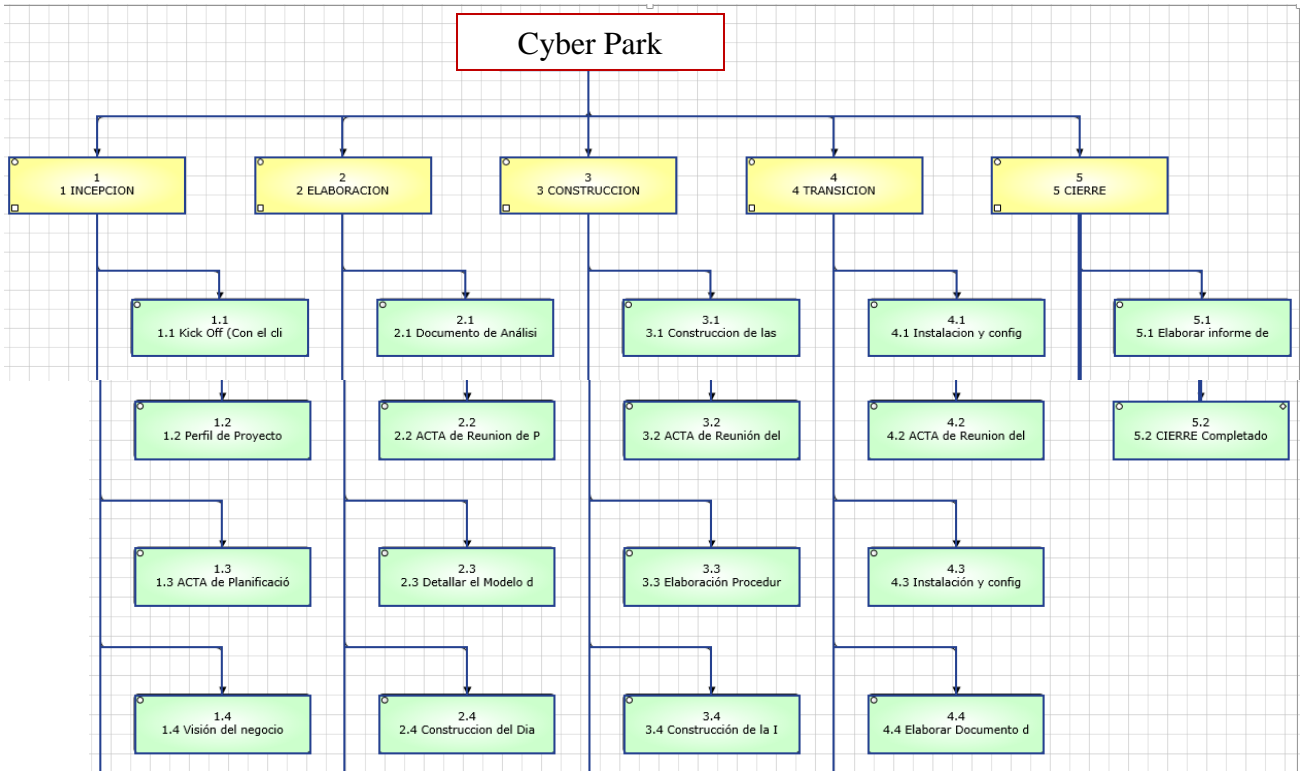 Cyber Park
1
1 INCEPCION
2
2 ELABORACION
3
3 CONSTRUCCION
4
4 TRANSICION
5
5 CIERRE
1.1
1.1 Kick Off (Con el cli
2.1
2.1 Documento de Análisi
3.1
3.1 Construccion de las
4.1
4.1 Instalacion y config
5.1
5.1 Elaborar informe de
1.2
1.2 Perfil de Proyecto
2.2
2.2 ACTA de Reunion de P
3.2
3.2 ACTA de Reunión del
4.2
4.2 ACTA de Reunion del
5.2
5.2 CIERRE Completado
1.3
1.3 ACTA de Planificació
2.3
2.3 Detallar el Modelo d
3.3
3.3 Elaboración Procedur
4.3
4.3 Instalación y config
1.4
1.4 Visión del negocio
2.4
2.4 Construccion del Dia
3.4
3.4 Construcción de la I
4.4
4.4 Elaborar Documento d